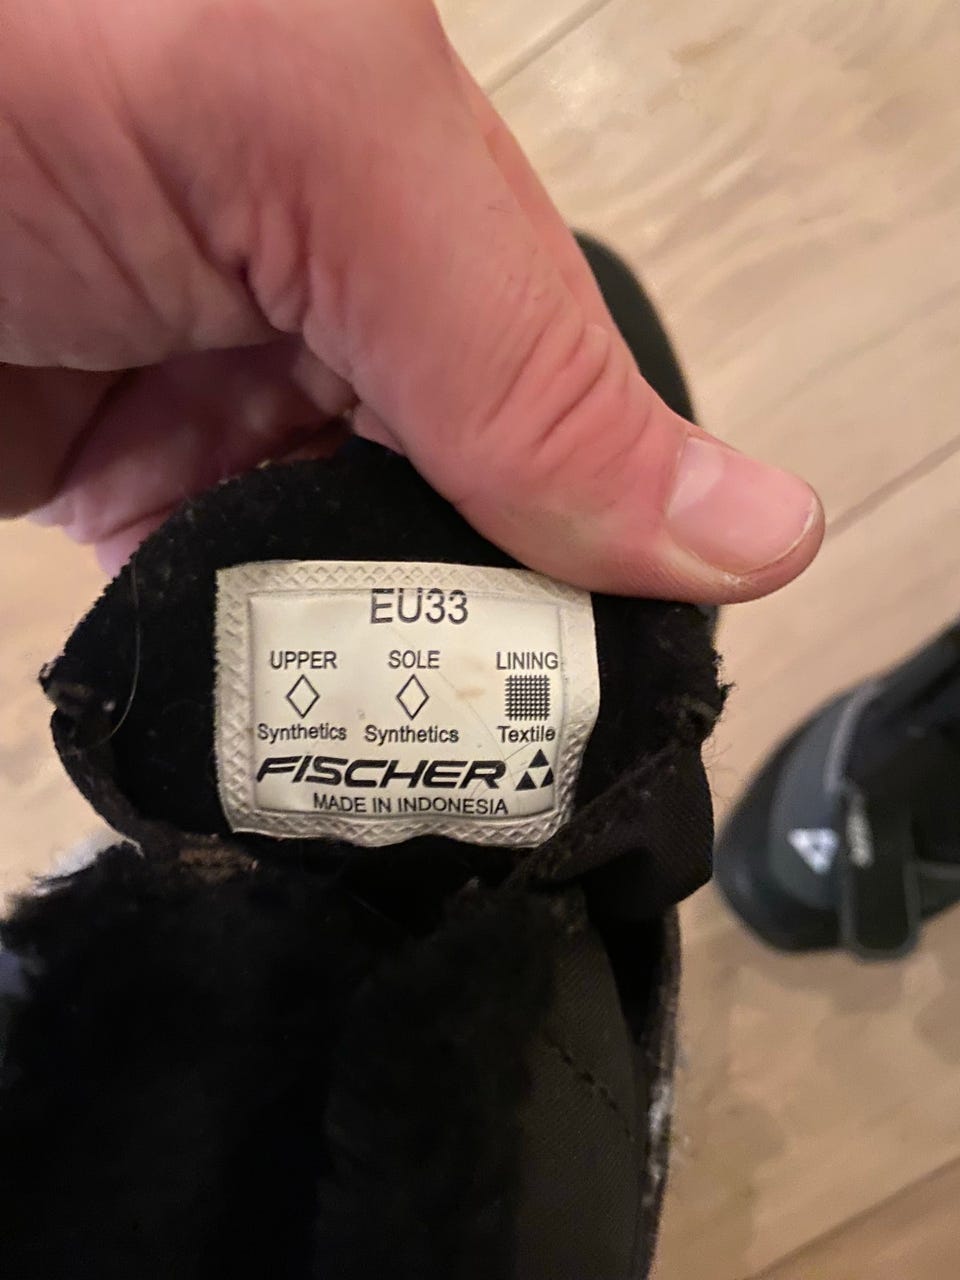 EU33
UPPER SOLE LINING
Synthetics Synthetics Textile
FISCHER
MADE IN INDONESIA